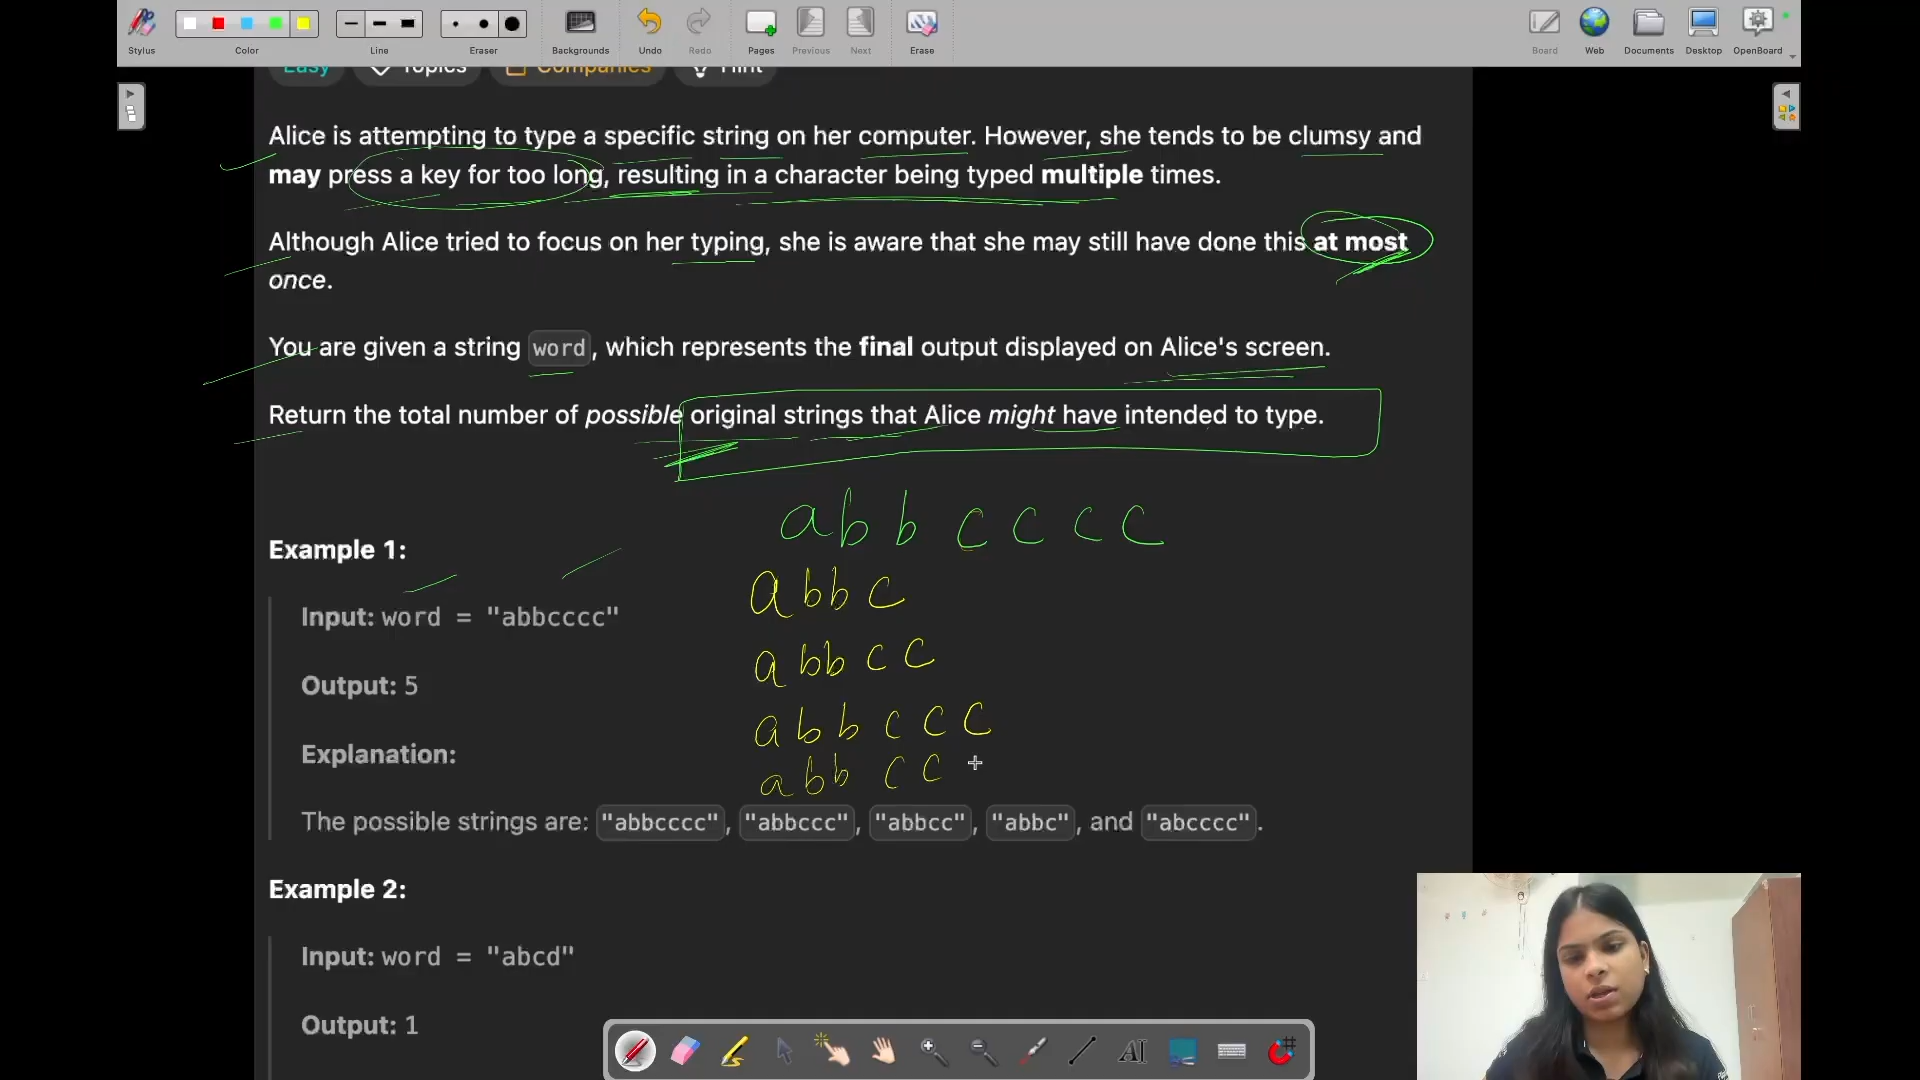 Stylus Color Line Eraser Backgrounds Undo Redo Pages Previous Next Erase Board Web Documents Desktop OpenBoard
Easy Topics Companies Hint
Alice is attempting to type a specific string on her computer. However, she tends to be clumsy and
may press a key for too long, resulting in a character being typed multiple times.
Although Alice tried to focus on her typing, she is aware that she may still have done this at most
once.
You are given a string word, which represents the final output displayed on Alice's screen.
Return the total number of possible original strings that Alice might have intended to type.
a b b c c c c
Example 1:
a b b c
Input: word = "abbcccc"
a b b c c
Output: 5
a b b c c c
Explanation:
a b b c c
The possible strings are: "abbcccc", "abbccc", "abbcc", "abbc", and "abcccc".
Example 2:
Input: word = "abcd"
Output: 1